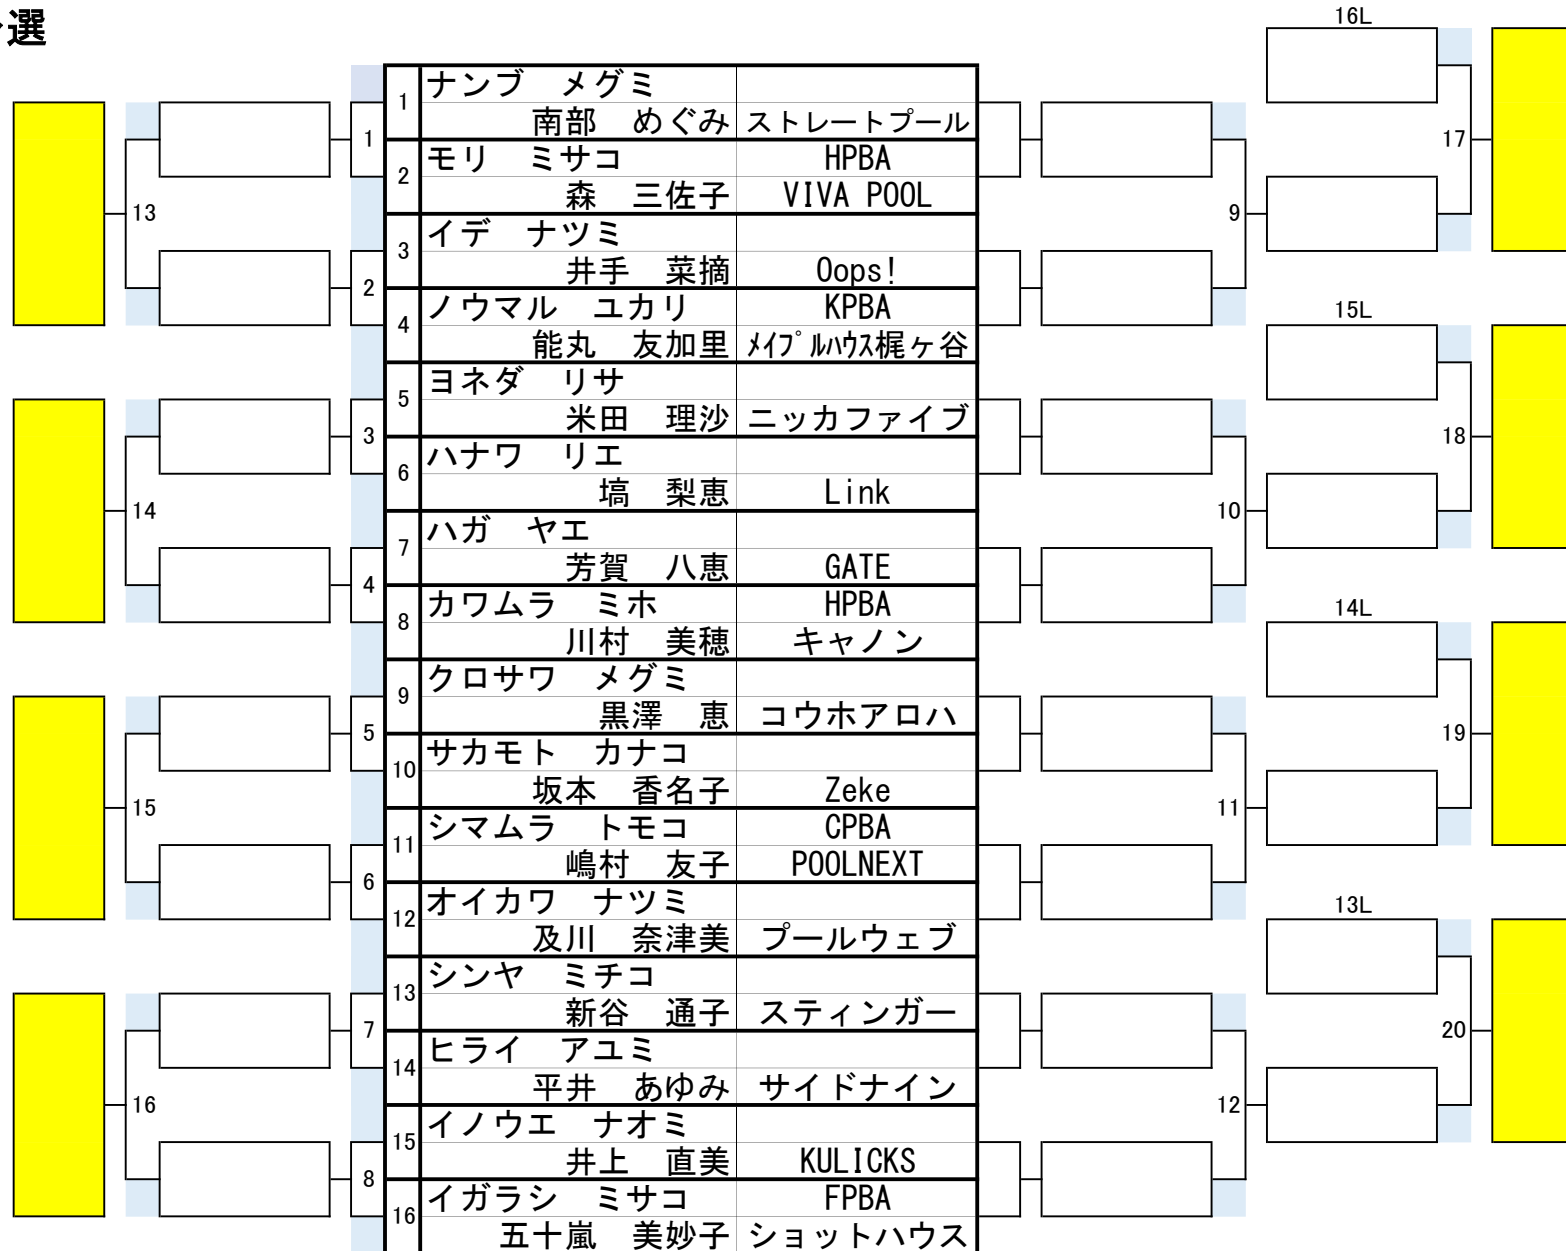 選
16L
1 ナンブ メグミ
南部 めぐみ ストレートプール
1
17
2 モリ ミサコ HPBA
森 三佐子 VIVA POOL
13
9
3 イデ ナツミ
井手 菜摘 Oops!
2
4 ノウマル ユカリ KPBA
能丸 友加里 メイプルハウス梶ヶ谷
15L
5 ヨネダ リサ
米田 理沙 ニッカファイブ
3
18
6 ハナワ リエ
塙 梨恵 Link
14
10
7 ハガ ヤエ
芳賀 八恵 GATE
4
8 カワムラ ミホ HPBA
川村 美穂 キャノン
14L
9 クロサワ メグミ
黒澤 恵 コウホアロハ
5
19
10 サカモト カナコ
坂本 香名子 Zeke
15
11
11 シマムラ トモコ CPBA
嶋村 友子 POOLNEXT
6
12 オイカワ ナツミ
及川 奈津美 プールウェブ
13L
13 シンヤ ミチコ
新谷 通子 スティンガー
7
20
14 ヒライ アユミ
平井 あゆみ サイドナイン
16
12
15 イノウエ ナオミ
井上 直美 KULICKS
8
16 イガラシ ミサコ FPBA
五十嵐 美妙子 ショットハウス